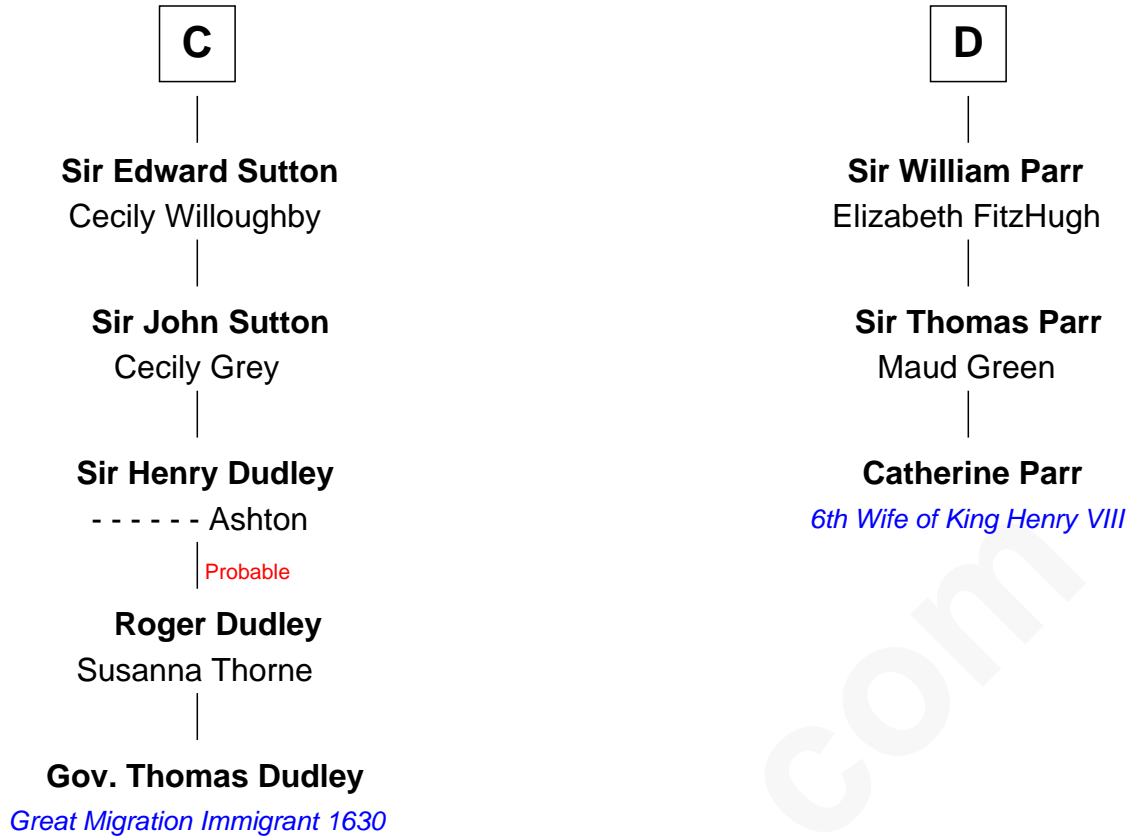 C
Sir Edward Sutton
Cecily Willoughby
Sir John Sutton
Cecily Grey
Sir Henry Dudley
- - - - - - Ashton
Probable
Roger Dudley
Susanna Thorne
Gov. Thomas Dudley
Great Migration Immigrant 1630
D
Sir William Parr
Elizabeth FitzHugh
Sir Thomas Parr
Maud Green
Catherine Parr
6th Wife of King Henry VIII
com